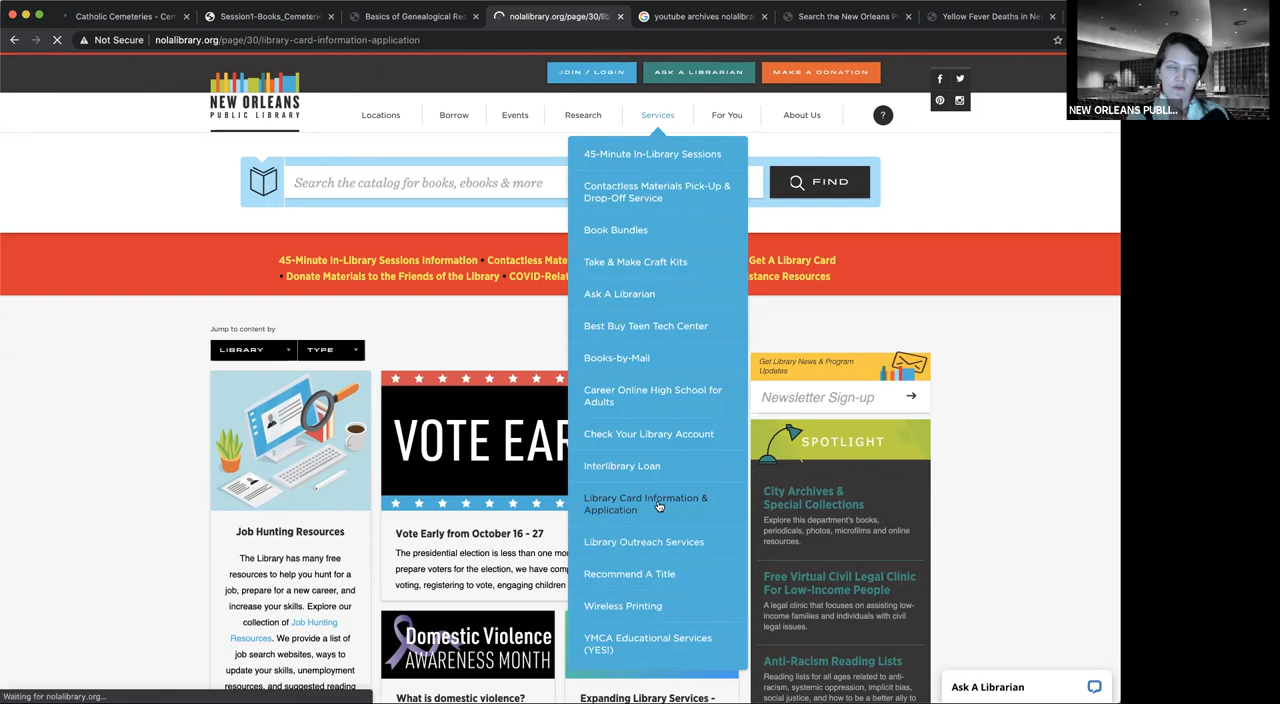 Catholic Cemeteries - Cem
Session1-Books_Cemeterie
Basics of Genealogical Res
nolalibrary.org/page/30/lib
youtube archives nolalibrar
Search the New Orleans P
Yellow Fever Deaths in Ne
Not Secure
nolalibrary.org/page/30/library-card-information-application
NEW ORLEANS PUBLI...
NEW ORLEANS
PUBLIC LIBRARY
JOIN / LOGIN
ASK A LIBRARIAN
MAKE A DONATION
Locations
Borrow
Events
Research
Services
For You
About Us
?
Search the catalog for books, ebooks & more
FIND
45-Minute In-Library Sessions Information • Contactless Mate
Get A Library Card
• Donate Materials to the Friends of the Library • COVID-Rela
stance Resources
45-Minute In-Library Sessions
Contactless Materials Pick-Up &
Drop-Off Service
Book Bundles
Take & Make Craft Kits
Ask A Librarian
Best Buy Teen Tech Center
Books-by-Mail
Career Online High School for
Adults
Check Your Library Account
Interlibrary Loan
Library Card Information &
Application
Library Outreach Services
Recommend A Title
Wireless Printing
YMCA Educational Services
(YES!)
Jump to content by
LIBRARY
TYPE
Job Hunting Resources
The Library has many free
resources to help you hunt for a
job, prepare for a new career, and
increase your skills. Explore our
collection of Job Hunting
Resources. We provide a list of
job search websites, ways to
update your skills, unemployment
resources, and suggested reading
VOTE EAR
Vote Early from October 16 - 27
The presidential election is less than one mon
prepare voters for the election, we have comp
voting, registering to vote, engaging children
Domestic Violence
AWARENESS MONTH
What is domestic violence?
Expanding Library Services -
Get Library News & Program
Updates
Newsletter Sign-up
SPOTLIGHT
City Archives &
Special Collections
Explore this department's books,
periodicals, photos, microfilms and online
resources.
Free Virtual Civil Legal Clinic
For Low-Income People
A legal clinic that focuses on assisting low-
income families and individuals with civil
legal issues.
Anti-Racism Reading Lists
Reading lists for all ages related to anti-
racism, systemic oppression, implicit bias,
social justice, and how to be a better ally to
Ask A Librarian
Waiting for nolalibrary.org...